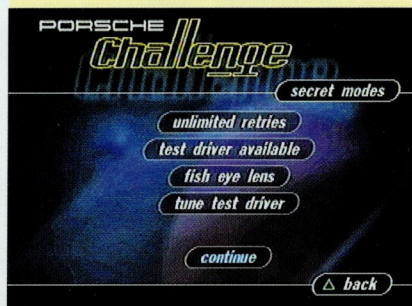 PORSCHE
Challenge
secret modes
unlimited retries
test driver available
fish eye lens
tune test driver
continue
△ back